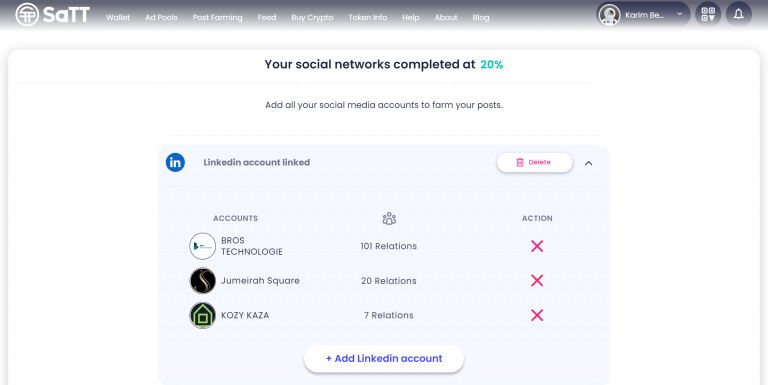 SaTT Wallet Ad Pools Post Farming Feed Buy Crypto Token Info Help About Blog Karim Be...
Your social networks completed at 20%
Add all your social media accounts to farm your posts.
in Linkedin account linked Delete
ACCOUNTS ACTION
BROS
TECHNOLOGIE 101 Relations
Jumeirah Square 20 Relations
KOZY KAZA 7 Relations
+ Add Linkedin account